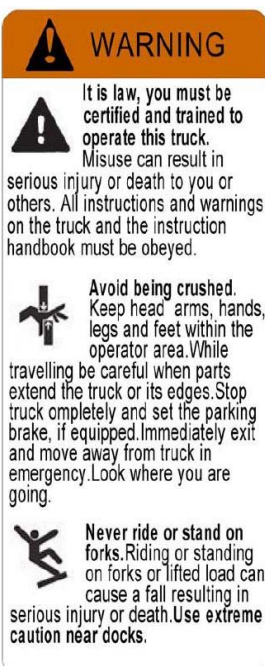 WARNING
It is law, you must be
certified and trained to
operate this truck.
Misuse can result in
serious injury or death to you or
others. All instructions and warnings
on the truck and the instruction
handbook must be obeyed.
Avoid being crushed.
Keep head arms, hands,
legs and feet within the
operator area.While
travelling be careful when parts
extend the truck or its edges.Stop
truck ompletely and set the parking
brake, if equipped.Immediately exit
and move away from truck in
emergency.Look where you are
going.
Never ride or stand on
forks.Riding or standing
on forks or lifted load can
cause a fall resulting in
serious injury or death.Use extreme
caution near docks.